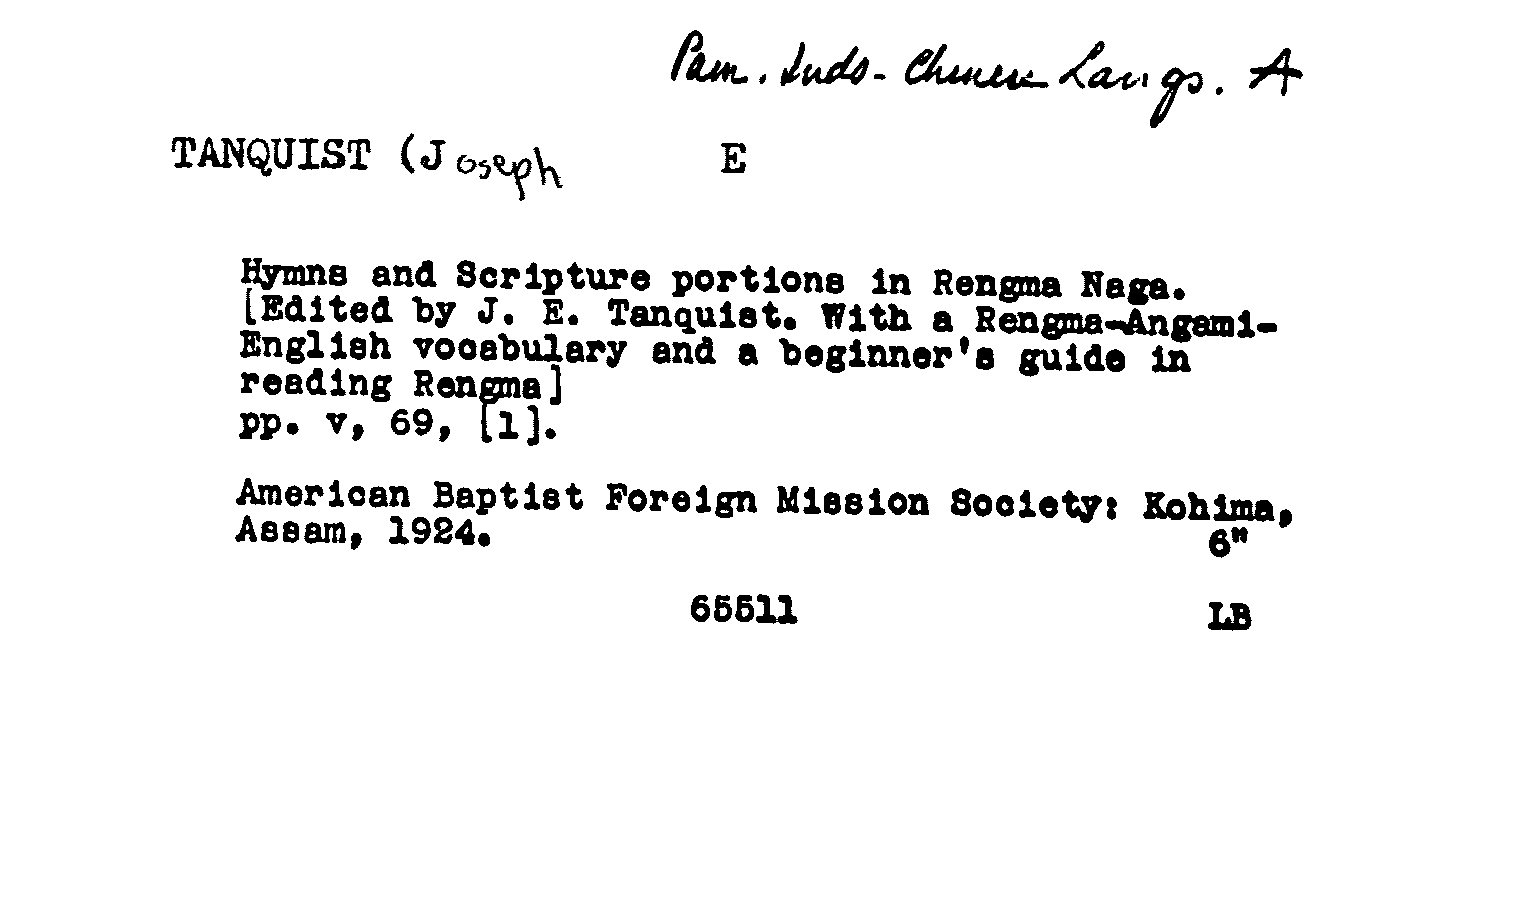 Pam. Indo-Chinese Langs. A
TANQUIST (Joseph E
Hymns and Scripture portions in Rengma Naga.
[Edited by J. E. Tanquist. With a Rengma-Angami-
English vocabulary and a beginner's guide in
reading Rengma]
pp. v, 69, [1].
American Baptist Foreign Mission Society: Kohima,
Assam, 1924.
6"
65511 LB